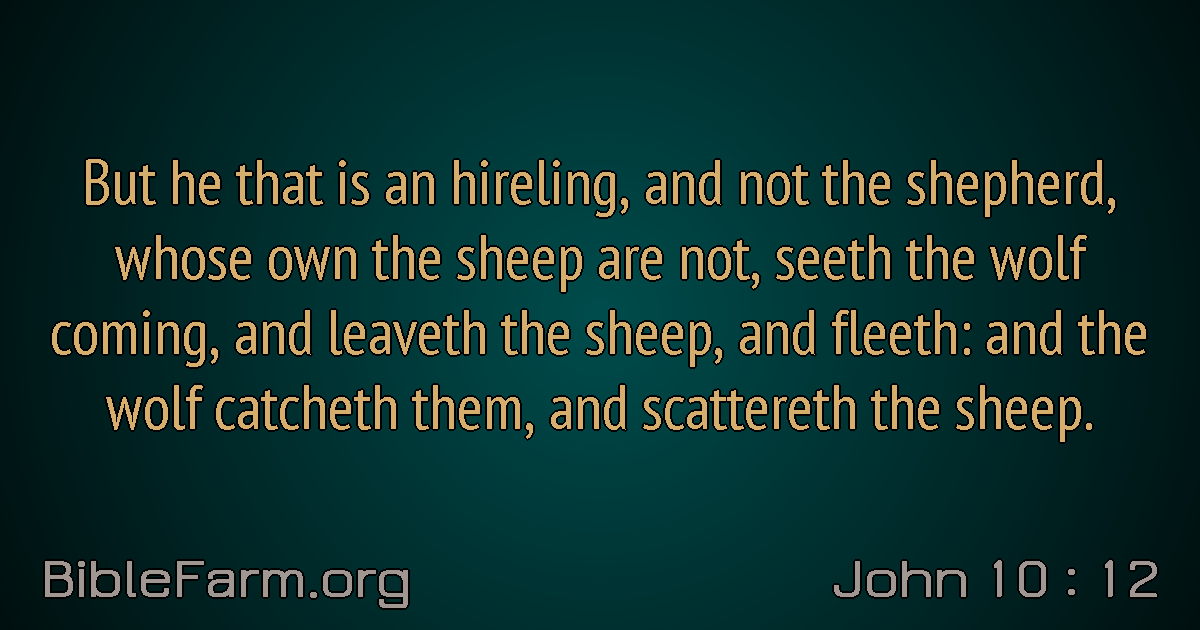 But he that is an hireling, and not the shepherd,
whose own the sheep are not, seeth the wolf
coming, and leaveth the sheep, and fleeth: and the
wolf catcheth them, and scattereth the sheep.
BibleFarm.org
John 10 : 12